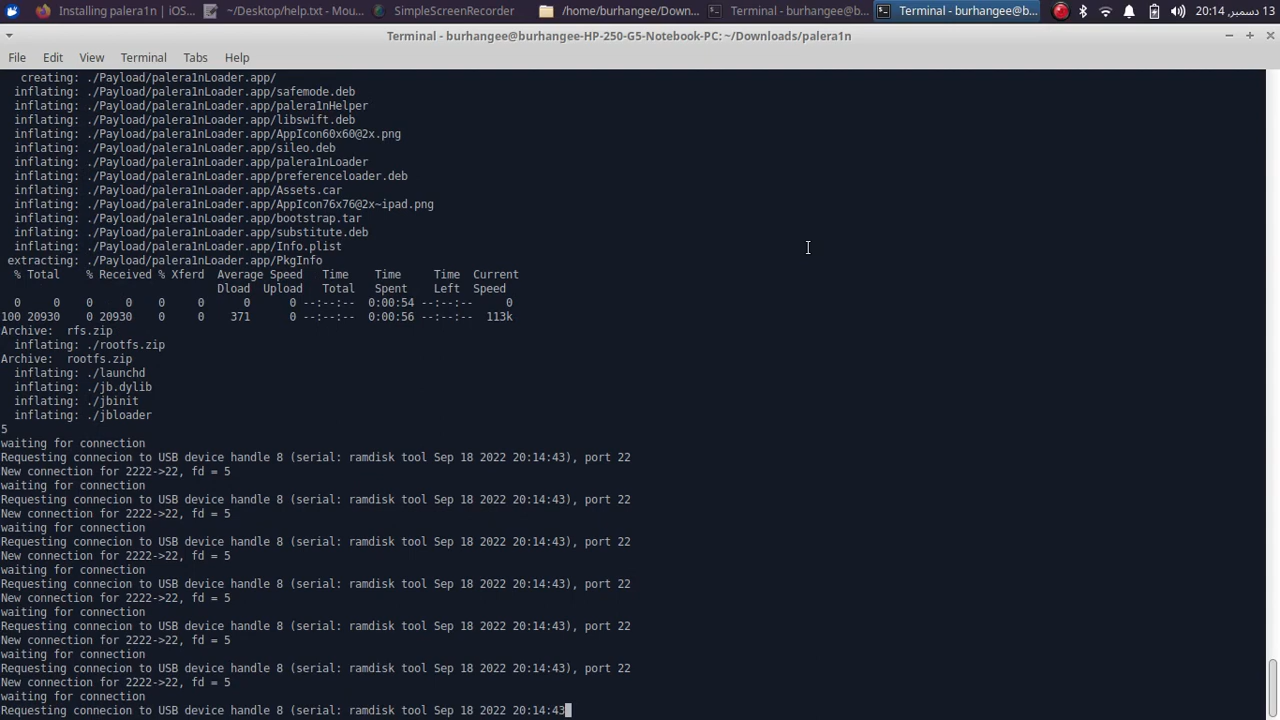 Installing palera1n | iOS... ~/Desktop/help.txt - Mou... SimpleScreenRecorder /home/burhangee/Down... Terminal - burhangee@b... Terminal - burhangee@b... 20:14 ,13 دسمبر
Terminal - burhangee@burhangee-HP-250-G5-Notebook-PC: ~/Downloads/palera1n
File Edit View Terminal Tabs Help
creating: ./Payload/palera1nLoader.app/
inflating: ./Payload/palera1nLoader.app/safemode.deb
inflating: ./Payload/palera1nLoader.app/palera1nHelper
inflating: ./Payload/palera1nLoader.app/libswift.deb
inflating: ./Payload/palera1nLoader.app/AppIcon60x60@2x.png
inflating: ./Payload/palera1nLoader.app/sileo.deb
inflating: ./Payload/palera1nLoader.app/palera1nLoader
inflating: ./Payload/palera1nLoader.app/preferenceloader.deb
inflating: ./Payload/palera1nLoader.app/Assets.car
inflating: ./Payload/palera1nLoader.app/AppIcon76x76@2x~ipad.png
inflating: ./Payload/palera1nLoader.app/bootstrap.tar
inflating: ./Payload/palera1nLoader.app/substitute.deb
inflating: ./Payload/palera1nLoader.app/Info.plist
extracting: ./Payload/palera1nLoader.app/PkgInfo
% Total % Received % Xferd Average Speed Time Time Time Current
Dload Upload Total Spent Left Speed
0 0 0 0 0 0 0 0 --:--:-- 0:00:54 --:--:-- 0
100 20930 0 20930 0 0 371 0 --:--:-- 0:00:56 --:--:-- 113k
Archive: rfs.zip
inflating: ./rootfs.zip
Archive: rootfs.zip
inflating: ./launchd
inflating: ./jb.dylib
inflating: ./jbinit
inflating: ./jbloader
5
waiting for connection
Requesting connecion to USB device handle 8 (serial: ramdisk tool Sep 18 2022 20:14:43), port 22
New connection for 2222->22, fd = 5
waiting for connection
Requesting connecion to USB device handle 8 (serial: ramdisk tool Sep 18 2022 20:14:43), port 22
New connection for 2222->22, fd = 5
waiting for connection
Requesting connecion to USB device handle 8 (serial: ramdisk tool Sep 18 2022 20:14:43), port 22
New connection for 2222->22, fd = 5
waiting for connection
Requesting connecion to USB device handle 8 (serial: ramdisk tool Sep 18 2022 20:14:43), port 22
New connection for 2222->22, fd = 5
waiting for connection
Requesting connecion to USB device handle 8 (serial: ramdisk tool Sep 18 2022 20:14:43), port 22
New connection for 2222->22, fd = 5
waiting for connection
Requesting connecion to USB device handle 8 (serial: ramdisk tool Sep 18 2022 20:14:43), port 22
New connection for 2222->22, fd = 5
waiting for connection
Requesting connecion to USB device handle 8 (serial: ramdisk tool Sep 18 2022 20:14:43